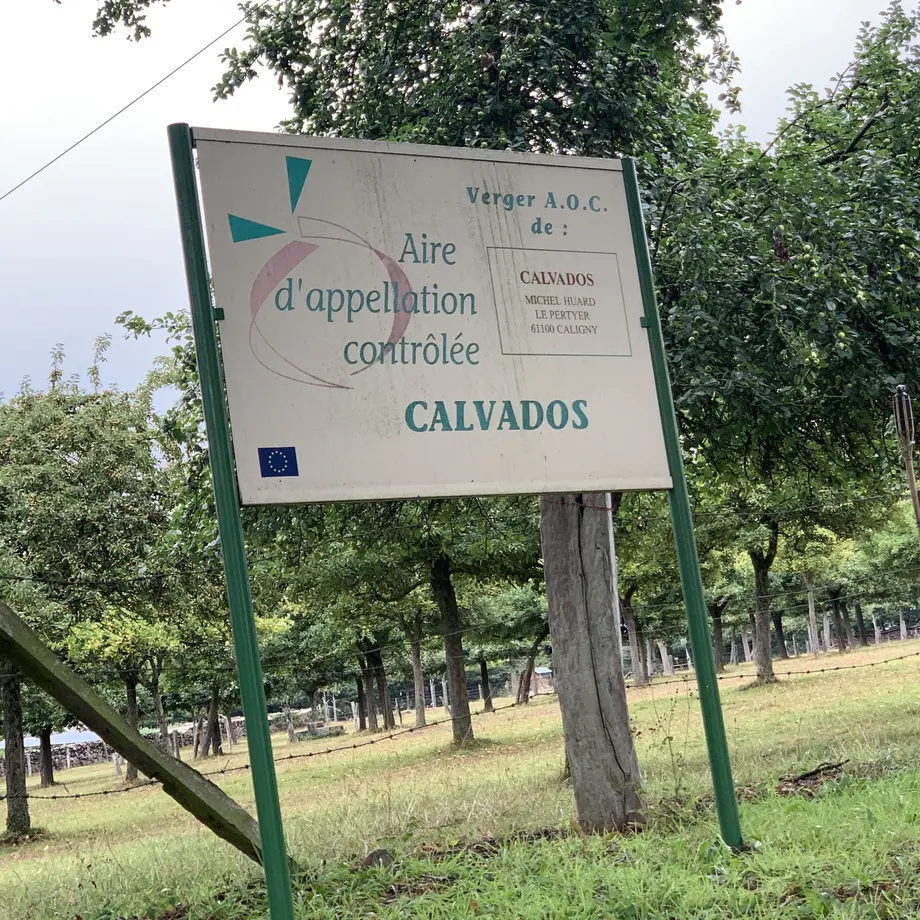 Aire
d'appellation
contrôlée
CALVADOS
Verger A.O.C.
de :
CALVADOS
MICHEL HUARD
LE PERTYER
61100 CALIGNY